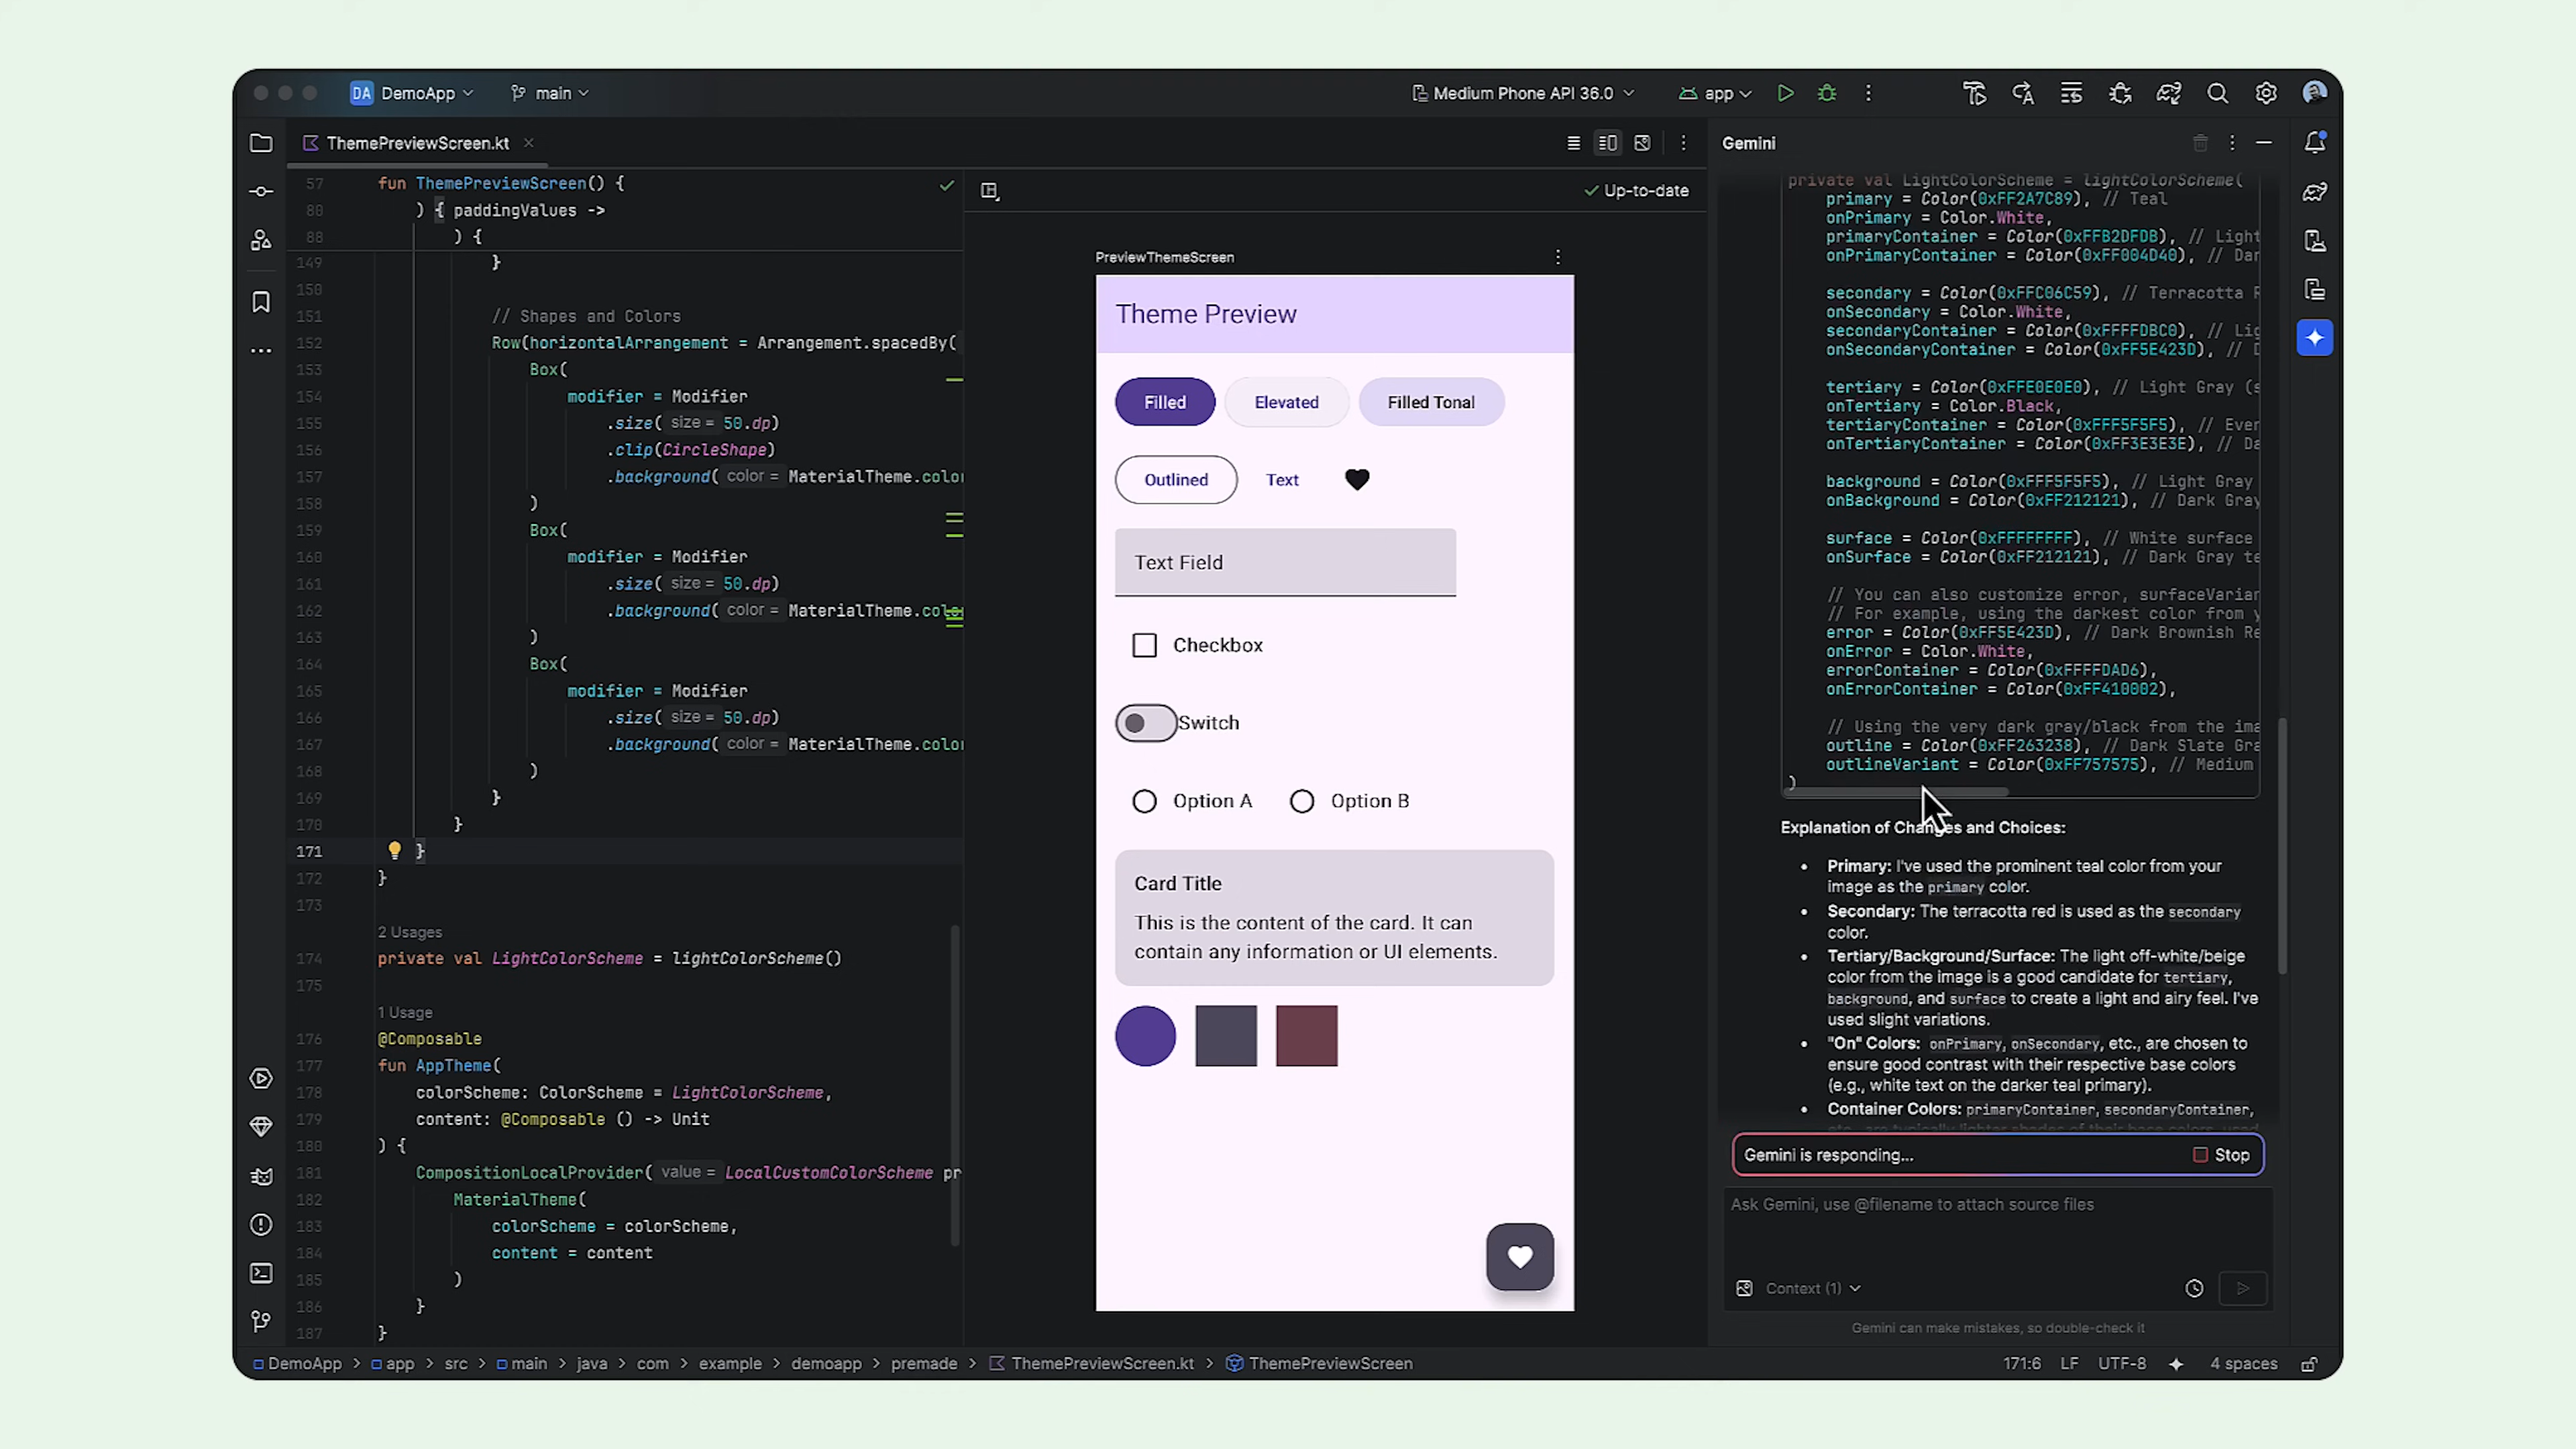 DA DemoApp
main
Medium Phone API 36.0
app
ThemePreviewScreen.kt
57 fun ThemePreviewScreen() {
80 ) { paddingValues ->
88 ) {
149 }
150
151 // Shapes and Colors
152 Row(horizontalArrangement = Arrangement.spacedBy(
153 Box(
154 modifier = Modifier
155 .size( size = 50.dp)
156 .clip(CircleShape)
157 .background( color = MaterialTheme.color
158 )
159 Box(
160 modifier = Modifier
161 .size( size = 50.dp)
162 .background( color = MaterialTheme.color
163 )
164 Box(
165 modifier = Modifier
166 .size( size = 50.dp)
167 .background( color = MaterialTheme.color
168 )
169 }
170 }
171 }
172 }
173
2 Usages
174 private val LightColorScheme = lightColorScheme()
175
1 Usage
176 @Composable
177 fun AppTheme(
178 colorScheme: ColorScheme = LightColorScheme,
179 content: @Composable () -> Unit
180 ) {
181 CompositionLocalProvider( value = LocalCustomColorScheme pr
182 MaterialTheme(
183 colorScheme = colorScheme,
184 content = content
185 )
186 }
187 }
Up-to-date
PreviewThemeScreen
Theme Preview
Filled
Elevated
Filled Tonal
Outlined
Text
Text Field
Checkbox
Switch
Option A
Option B
Card Title
This is the content of the card. It can
contain any information or UI elements.
Gemini
private val LightColorScheme = lightColorScheme(
primary = Color(0xFF2A7C89), // Teal
onPrimary = Color.White,
primaryContainer = Color(0xFFB2DFDB), // Light
onPrimaryContainer = Color(0xFF004D40), // Dar
secondary = Color(0xFFC06C59), // Terracotta R
onSecondary = Color.White,
secondaryContainer = Color(0xFFFFDBC0), // Lig
onSecondaryContainer = Color(0xFF5E423D), // D
tertiary = Color(0xFFE0E0E0), // Light Gray (s
onTertiary = Color.Black,
tertiaryContainer = Color(0xFFF5F5F5), // Even
onTertiaryContainer = Color(0xFF3E3E3E), // Da
background = Color(0xFFF5F5F5), // Light Gray
onBackground = Color(0xFF212121), // Dark Gray
surface = Color(0xFFFFFFFF), // White surface
onSurface = Color(0xFF212121), // Dark Gray te
// You can also customize error, surfaceVarian
// For example, using the darkest color from y
error = Color(0xFF5E423D), // Dark Brownish Re
onError = Color.White,
errorContainer = Color(0xFFFFDAD6),
onErrorContainer = Color(0xFF410002),
// Using the very dark gray/black from the ima
outline = Color(0xFF263238), // Dark Slate Gra
outlineVariant = Color(0xFF757575), // Medium
)
Explanation of Changes and Choices:
• Primary: I've used the prominent teal color from your
image as the primary color.
• Secondary: The terracotta red is used as the secondary
color.
• Tertiary/Background/Surface: The light off-white/beige
color from the image is a good candidate for tertiary,
background, and surface to create a light and airy feel. I've
used slight variations.
• "On" Colors: onPrimary, onSecondary, etc., are chosen to
ensure good contrast with their respective base colors
(e.g., white text on the darker teal primary).
• Container Colors: primaryContainer, secondaryContainer,
etc., are typically lighter shades of their base colors, used
Gemini is responding...
Stop
Ask Gemini, use @filename to attach source files
Context (1)
Gemini can make mistakes, so double-check it
DemoApp > app > src > main > java > com > example > demoapp > premade > ThemePreviewScreen.kt > ThemePreviewScreen
171:6 LF UTF-8 4 spaces